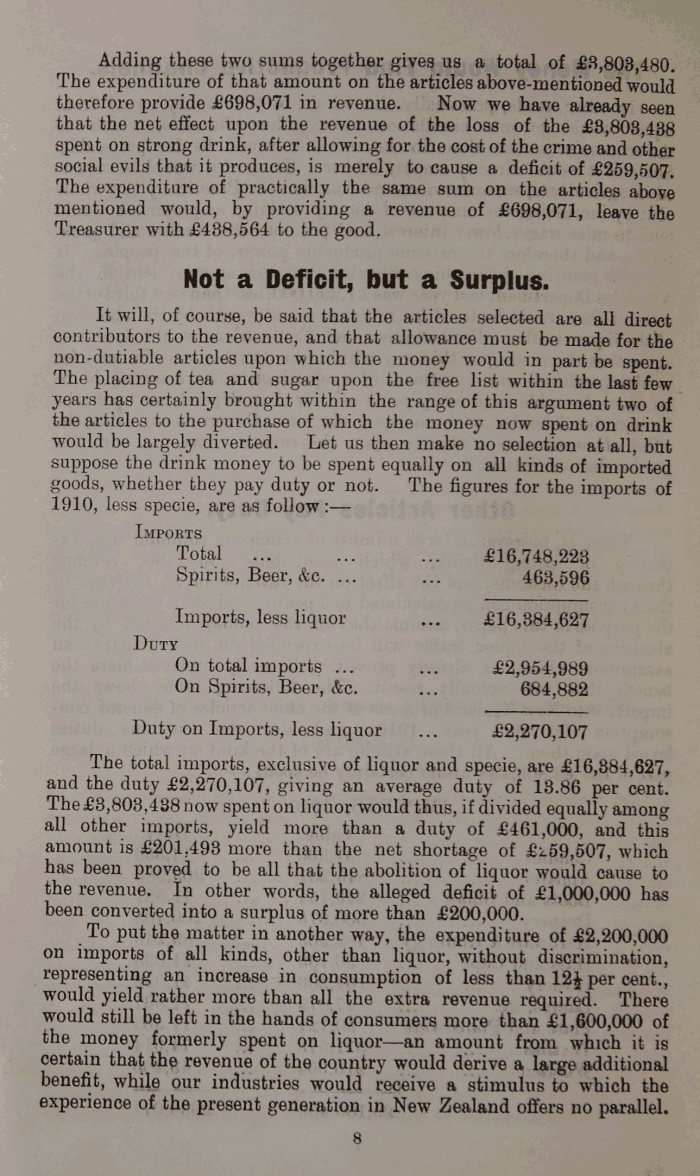 Adding these two sums together gives us a total of £3,803,480.
The expenditure of that amount on the articles above-mentioned would
therefore provide £698,071 in revenue. Now we have already seen
that the net effect upon the revenue of the loss of the £3,803,438
spent on strong drink, after allowing for the cost of the crime and other
social evils that it produces, is merely to cause a deficit of £259,507.
The expenditure of practically the same sum on the articles above
mentioned would, by providing a revenue of £698,071, leave the
Treasurer with £438,564 to the good.
Not a Deficit, but a Surplus.
It will, of course, be said that the articles selected are all direct
contributors to the revenue, and that allowance must be made for the
non-dutiable articles upon which the money would in part be spent.
The placing of tea and sugar upon the free list within the last few
years has certainly brought within the range of this argument two of
the articles to the purchase of which the money now spent on drink
would be largely diverted. Let us then make no selection at all, but
suppose the drink money to be spent equally on all kinds of imported
goods, whether they pay duty or not. The figures for the imports of
1910, less specie, are as follow:—
IMPORTS
Total ... ... ... £16,748,223
Spirits, Beer, &c. ... ... 463,596
Imports, less liquor ... £16,384,627
DUTY
On total imports ... ... £2,954,989
On Spirits, Beer, &c. ... 684,882
Duty on Imports, less liquor ... £2,270,107
The total imports, exclusive of liquor and specie, are £16,384,627,
and the duty £2,270,107, giving an average duty of 13.86 per cent.
The £3,803,438 now spent on liquor would thus, if divided equally among
all other imports, yield more than a duty of £461,000, and this
amount is £201,493 more than the net shortage of £259,507, which
has been proved to be all that the abolition of liquor would cause to
the revenue. In other words, the alleged deficit of £1,000,000 has
been converted into a surplus of more than £200,000.
To put the matter in another way, the expenditure of £2,200,000
on imports of all kinds, other than liquor, without discrimination,
representing an increase in consumption of less than 12½ per cent.,
would yield rather more than all the extra revenue required. There
would still be left in the hands of consumers more than £1,600,000 of
the money formerly spent on liquor—an amount from which it is
certain that the revenue of the country would derive a large additional
benefit, while our industries would receive a stimulus to which the
experience of the present generation in New Zealand offers no parallel.
8